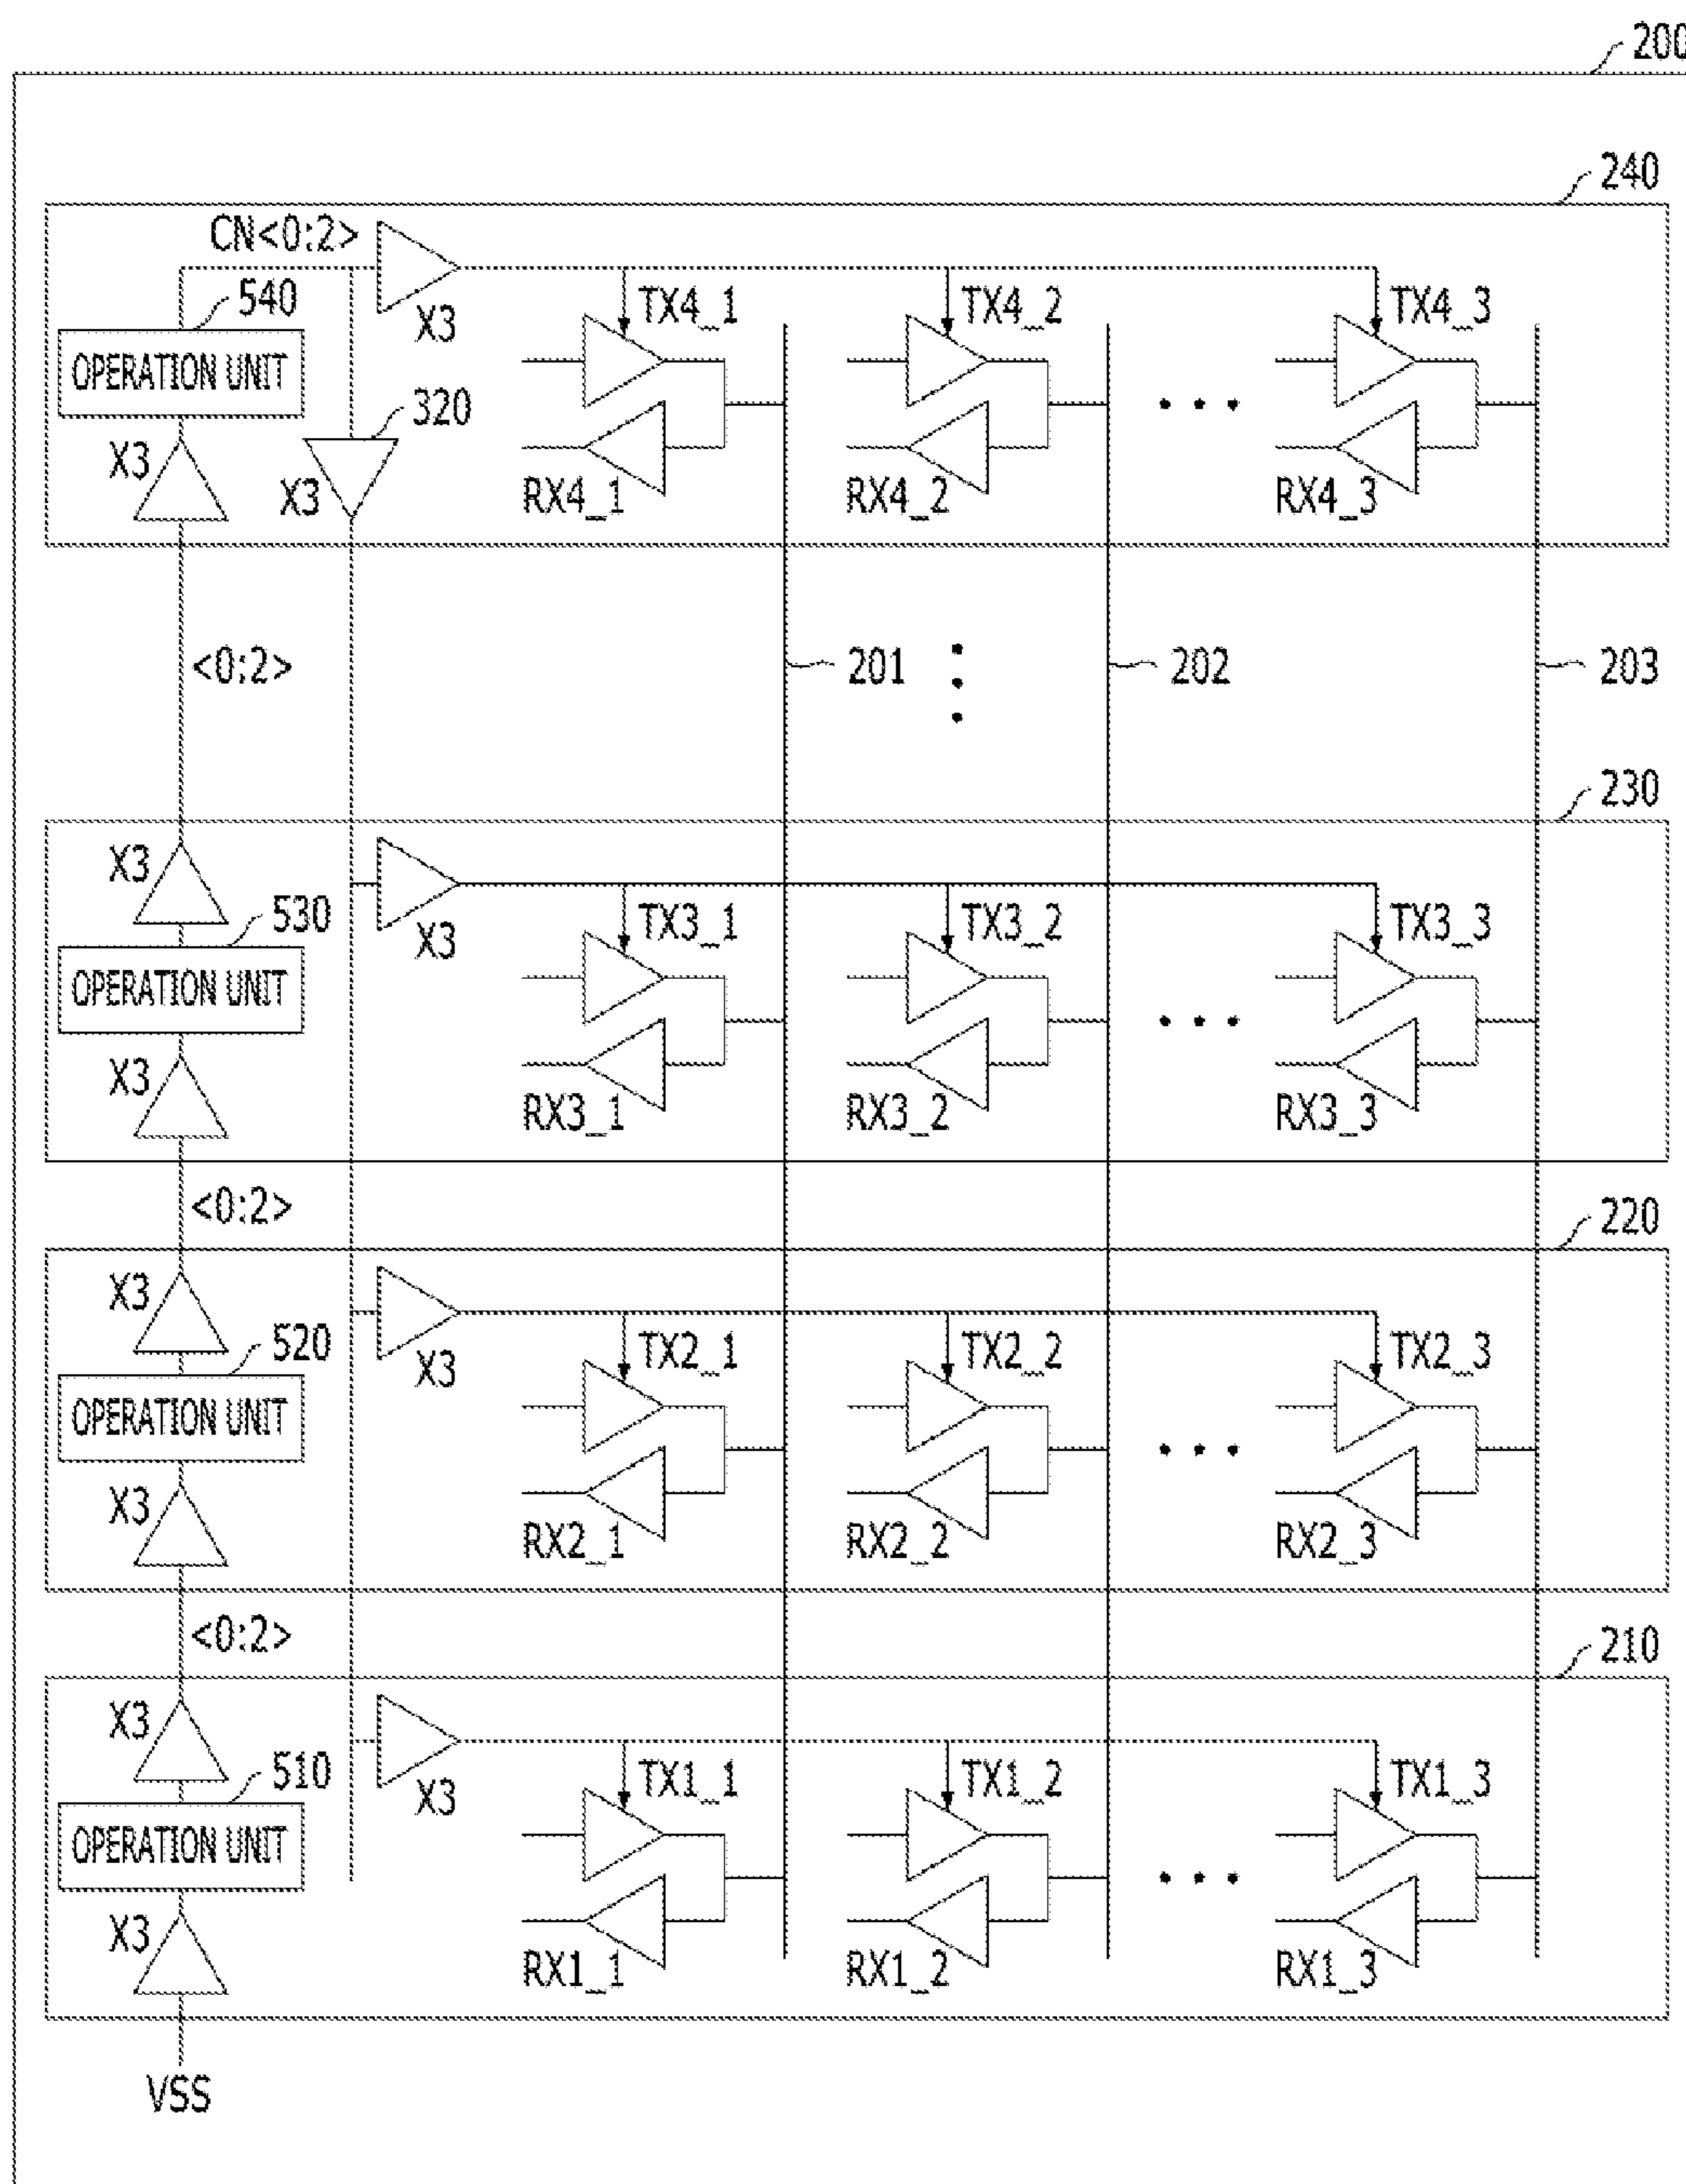 200
240
CN<0:2>
540
X3
TX4_1
TX4_2
TX4_3
OPERATION UNIT
320
X3
X3
RX4_1
RX4_2
RX4_3
<0:2>
201
202
203
230
X3
530
X3
TX3_1
TX3_2
TX3_3
OPERATION UNIT
X3
RX3_1
RX3_2
RX3_3
<0:2>
220
X3
520
X3
TX2_1
TX2_2
TX2_3
OPERATION UNIT
X3
RX2_1
RX2_2
RX2_3
<0:2>
210
X3
510
X3
TX1_1
TX1_2
TX1_3
OPERATION UNIT
X3
RX1_1
RX1_2
RX1_3
VSS